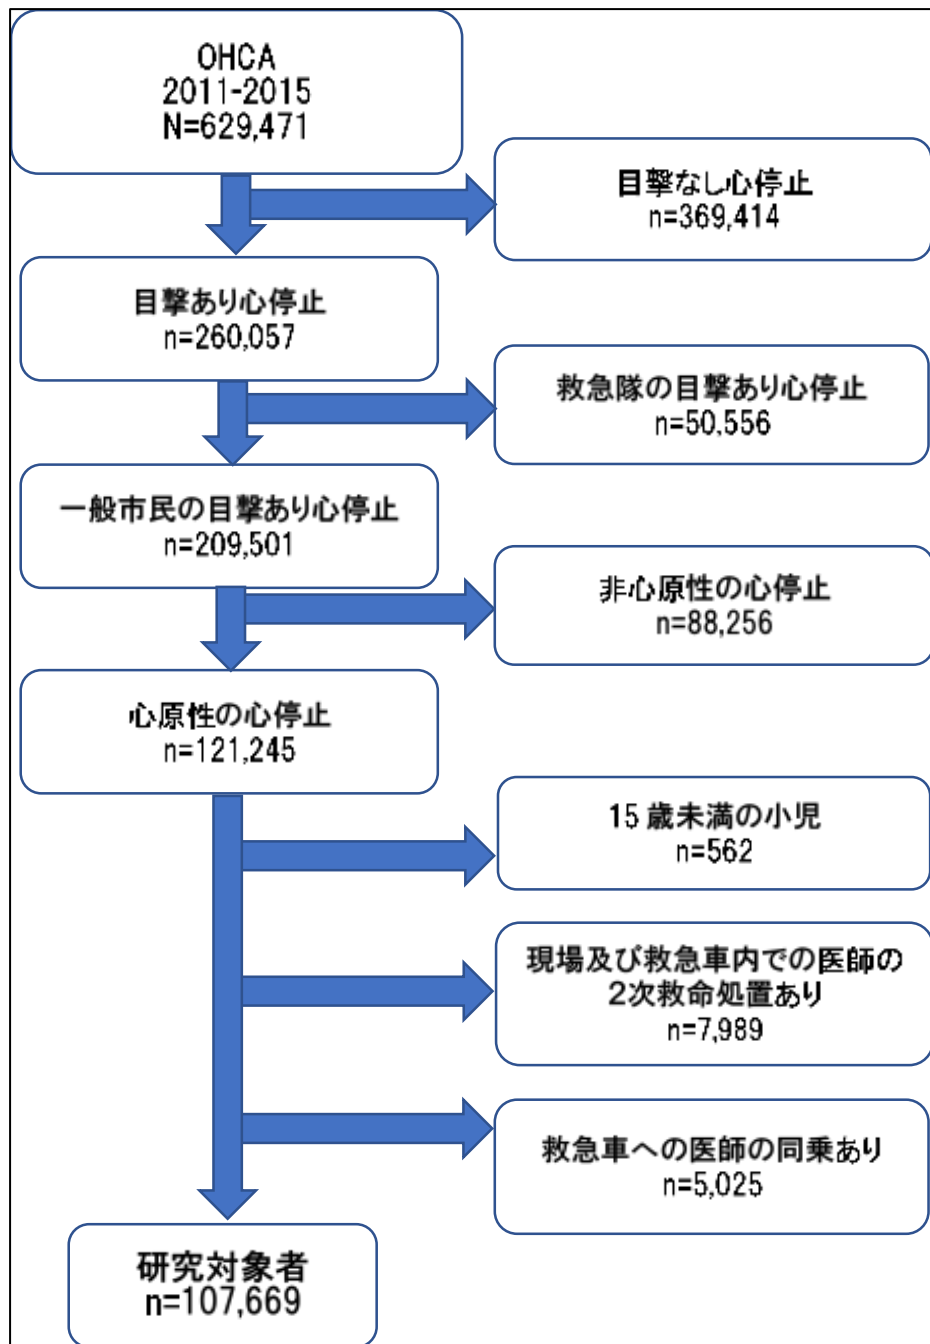 OHCA
2011-2015
N=629,471
目撃なし心停止
n=369,414
目撃あり心停止
n=260,057
救急隊の目撃あり心停止
n=50,556
一般市民の目撃あり心停止
n=209,501
非心原性の心停止
n=88,256
心原性の心停止
n=121,245
15 歳未満の小児
n=562
現場及び救急車内での医師の
2次救命処置あり
n=7,989
救急車への医師の同乗あり
n=5,025
研究対象者
n=107,669